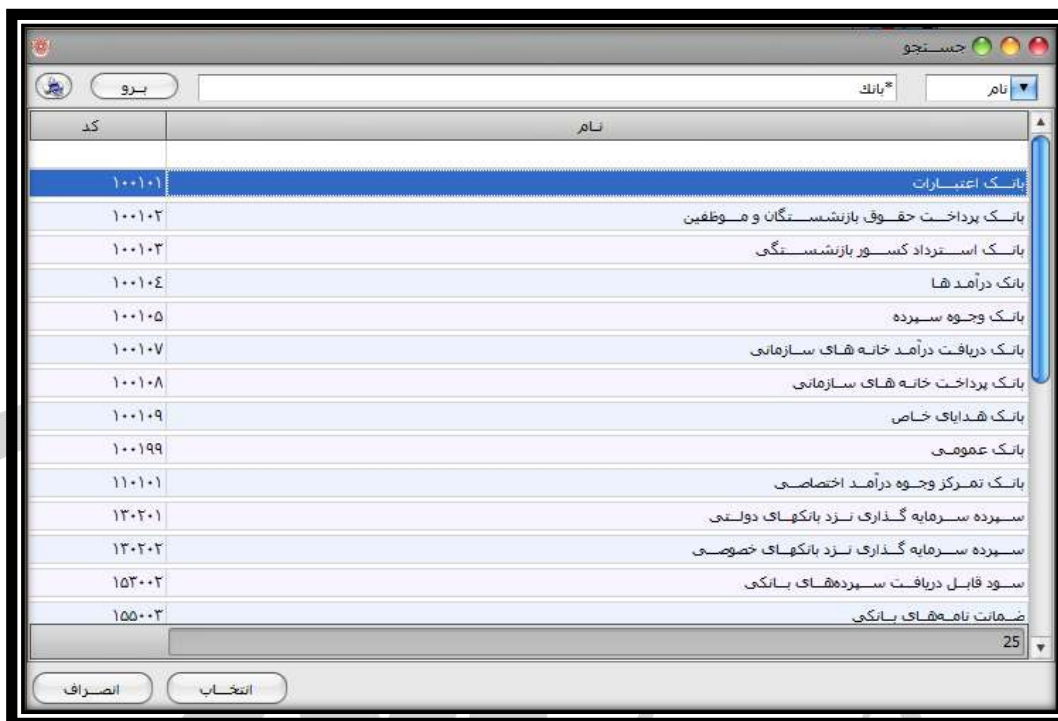 جستجو
نام *بانك برو
نام کد
بانک اعتبارات ۱۰۰۱۰۱
بانک پرداخت حقوق بازنشستگان و موظفین ۱۰۰۱۰۲
بانک استرداد کسور بازنشستگی ۱۰۰۱۰۳
بانک درآمد ها ۱۰۰۱۰٤
بانک وجوه سپرده ۱۰۰۱۰۵
بانک دریافت درآمد خانه های سازمانی ۱۰۰۱۰۷
بانک پرداخت خانه های سازمانی ۱۰۰۱۰۸
بانک هدایای خاص ۱۰۰۱۰۹
بانک عمومی ۱۰۰۱۹۹
بانک تمرکز وجوه درآمد اختصاصی ۱۱۰۱۰۱
سپرده سرمایه گذاری نزد بانکهای دولتی ۱۳۰۲۰۱
سپرده سرمایه گذاری نزد بانکهای خصوصی ۱۳۰۲۰۲
سود قابل دریافت سپرده‌های بانکی ۱۵۳۰۰۲
ضمانت نامه‌های بانکی ۱۵۵۰۰۳
25
انتخاب انصراف